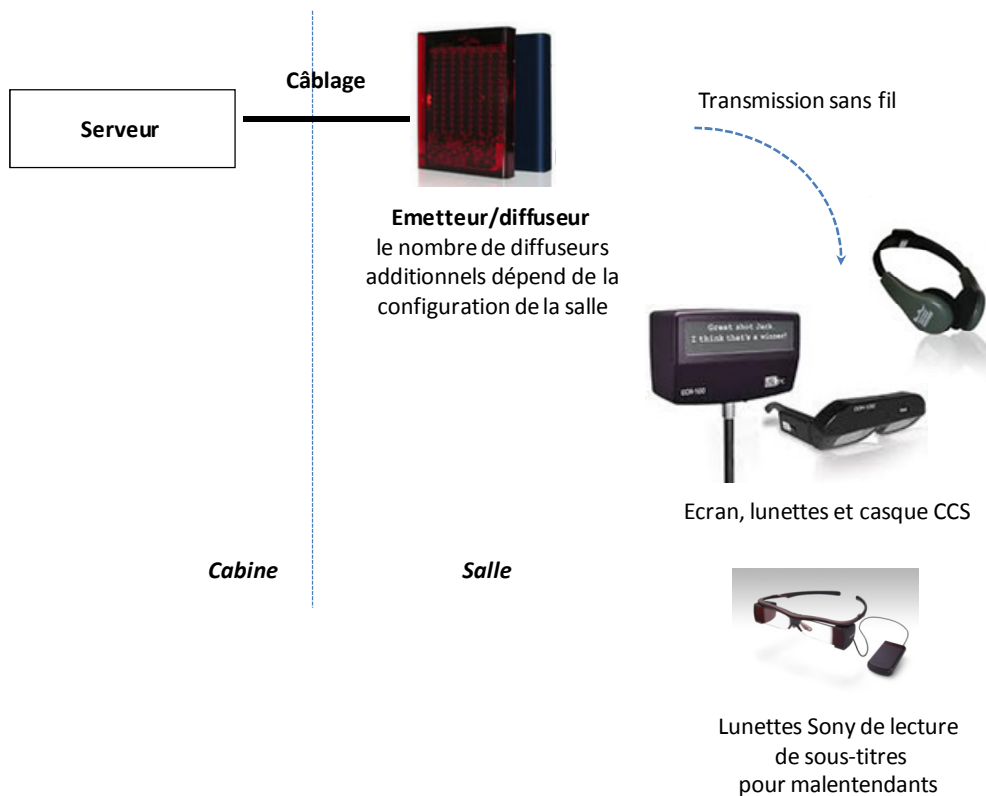 Câblage
Serveur
Transmission sans fil
Emetteur/diffuseur
le nombre de diffuseurs
additionnels dépend de la
configuration de la salle
Great shot Jack.
I think that's a winner!
Ecran, lunettes et casque CCS
Cabine
Salle
Lunettes Sony de lecture
de sous-titres
pour malentendants